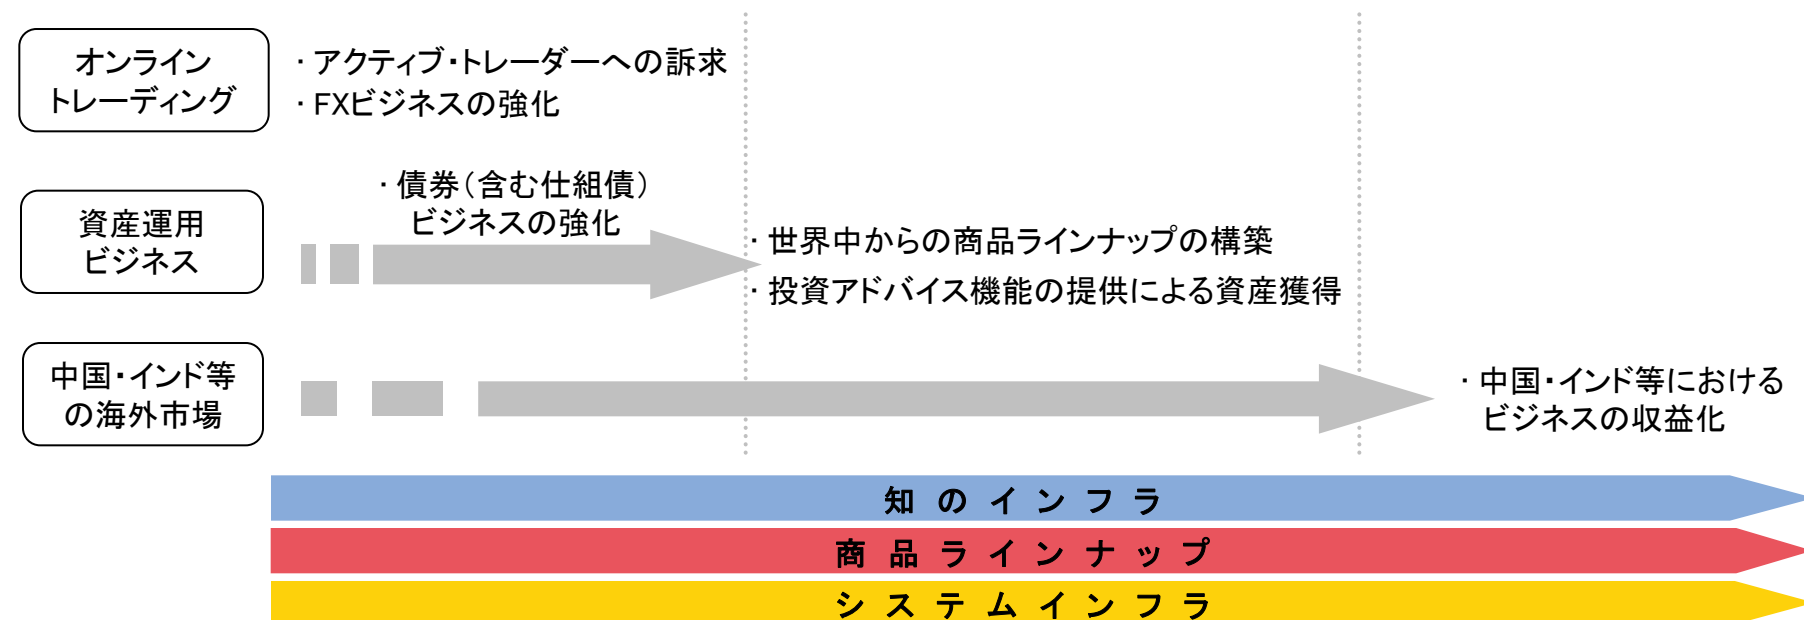 オンライン
トレーディング
・アクティブ・トレーダーへの訴求
・FXビジネスの強化
資産運用
ビジネス
・債券（含む仕組債）
ビジネスの強化
・世界中からの商品ラインナップの構築
・投資アドバイス機能の提供による資産獲得
中国・インド等
の海外市場
・中国・インド等における
ビジネスの収益化
知のインフラ
商品ラインナップ
システムインフラ